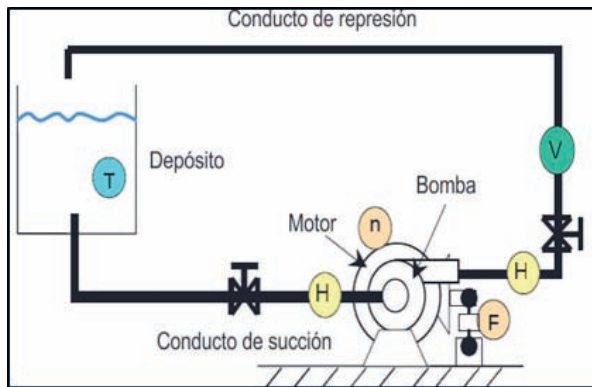 Conducto de represión
T
Depósito
V
Bomba
Motor
n
H
H
F
Conducto de succión